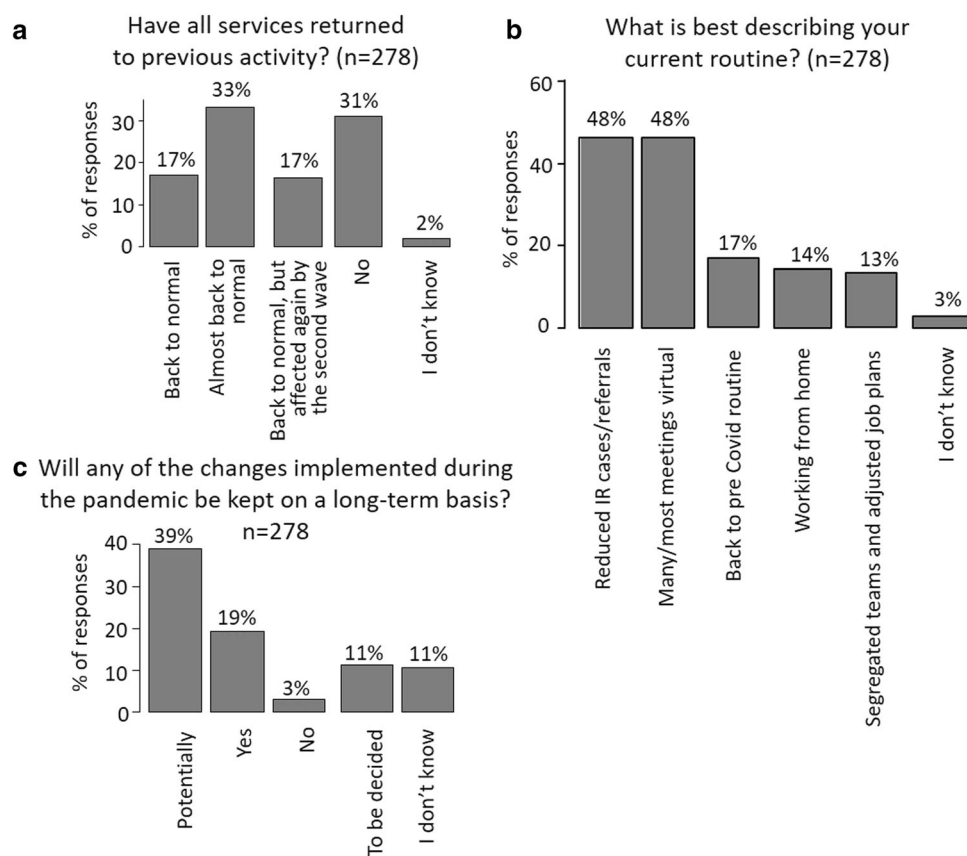 a
Have all services returned
to previous activity? (n=278)
% of responses
30
20
10
0
17%
33%
17%
31%
2%
Back to normal
Almost back to
normal
Back to normal, but
affected again by
the second wave
No
I don't know
b
What is best describing your
current routine? (n=278)
% of responses
60
40
20
0
48%
48%
17%
14%
13%
3%
Reduced IR cases/referrals
Many/most meetings virtual
Back to pre Covid routine
Working from home
Segregated teams and adjusted job plans
I don't know
c
Will any of the changes implemented during
the pandemic be kept on a long-term basis?
n=278
% of responses
40
30
20
10
0
39%
19%
3%
11%
11%
Potentially
Yes
No
To be decided
I don't know